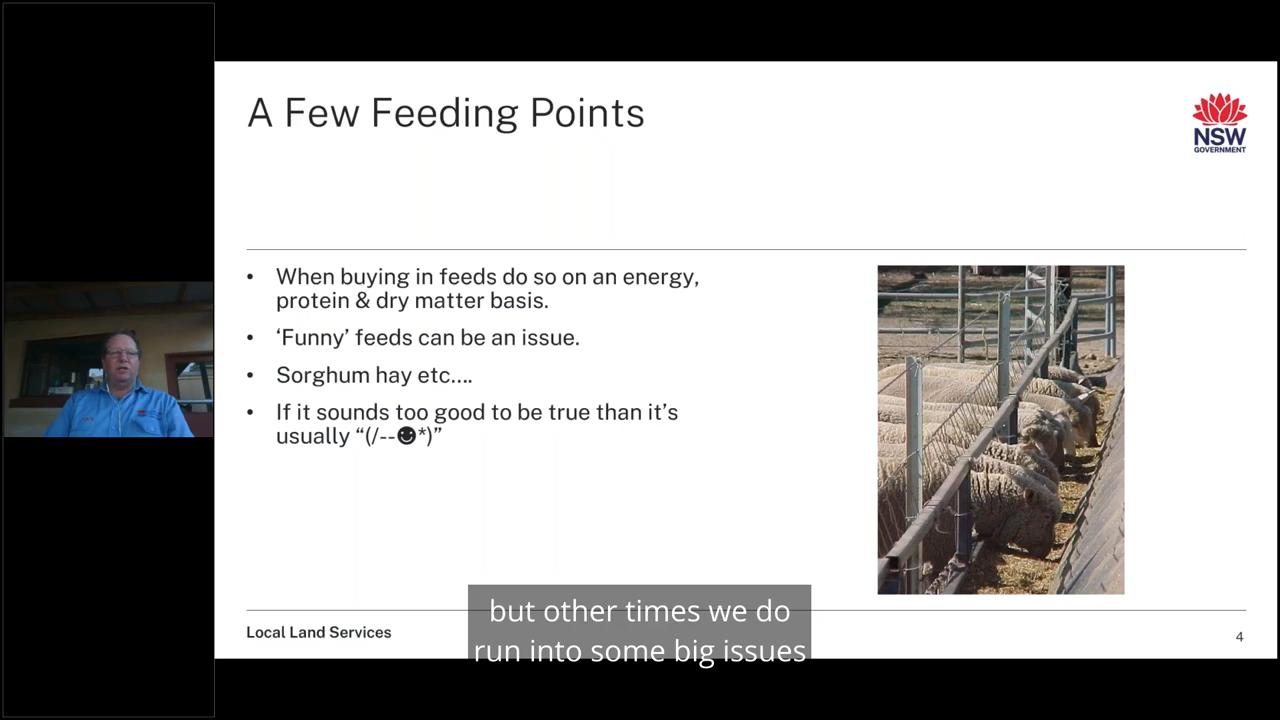 A Few Feeding Points
NSW
GOVERNMENT
• When buying in feeds do so on an energy,
protein & dry matter basis.
• ‘Funny’ feeds can be an issue.
• Sorghum hay etc....
• If it sounds too good to be true than it’s
usually “(/--☻*)”
but other times we do
run into some big issues
Local Land Services
4